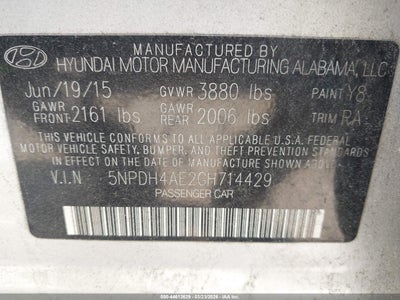 MANUFACTURED BY
HYUNDAI MOTOR MANUFACTURING ALABAMA, LLC
Jun/19/15 GVWR 3880 lbs PAINT Y8
GAWR FRONT 2161 lbs GAWR REAR 2006 lbs TRIM RA
THIS VEHICLE CONFORMS TO ALL APPLICABLE U.S.A. FEDERAL
MOTOR VEHICLE SAFETY, BUMPER, AND THEFT PREVENTION STANDARDS
IN EFFECT ON THE DATE OF MANUFACTURE SHOWN ABOVE.
V.I.N 5NPDH4AE2GH714429
PASSENGER CAR